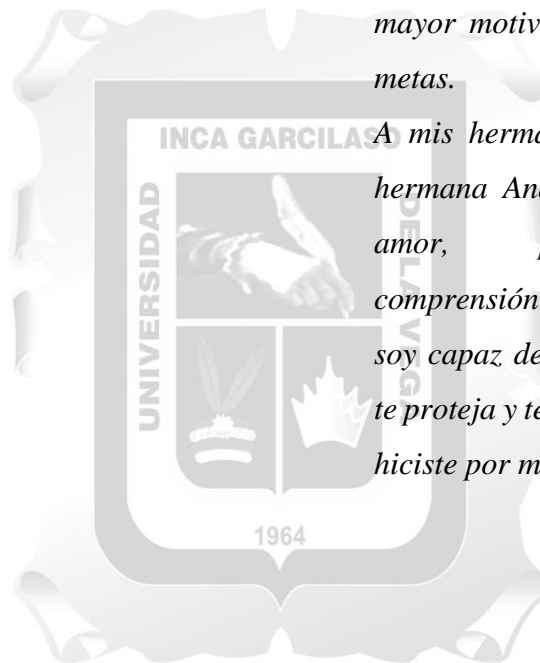 mayor motiv
metas.
INCA GARCILASO
A mis herma
hermana An
UNIVERSIDAD
DE LA VEGA
amor,
comprensión
soy capaz de
te proteja y te
hiciste por m
1964